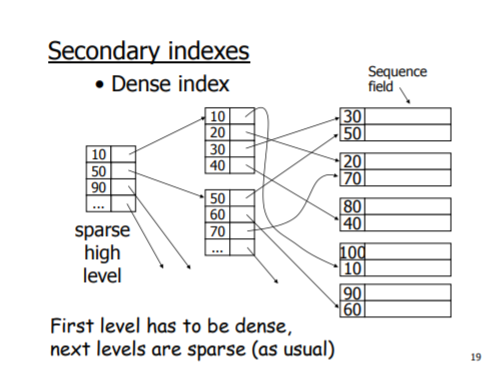 Secondary indexes
• Dense index
Sequence
field
10
50
90
...
sparse
high
level
10
20
30
40
50
60
70
...
30
50
20
70
80
40
100
10
90
60
First level has to be dense,
next levels are sparse (as usual)
19